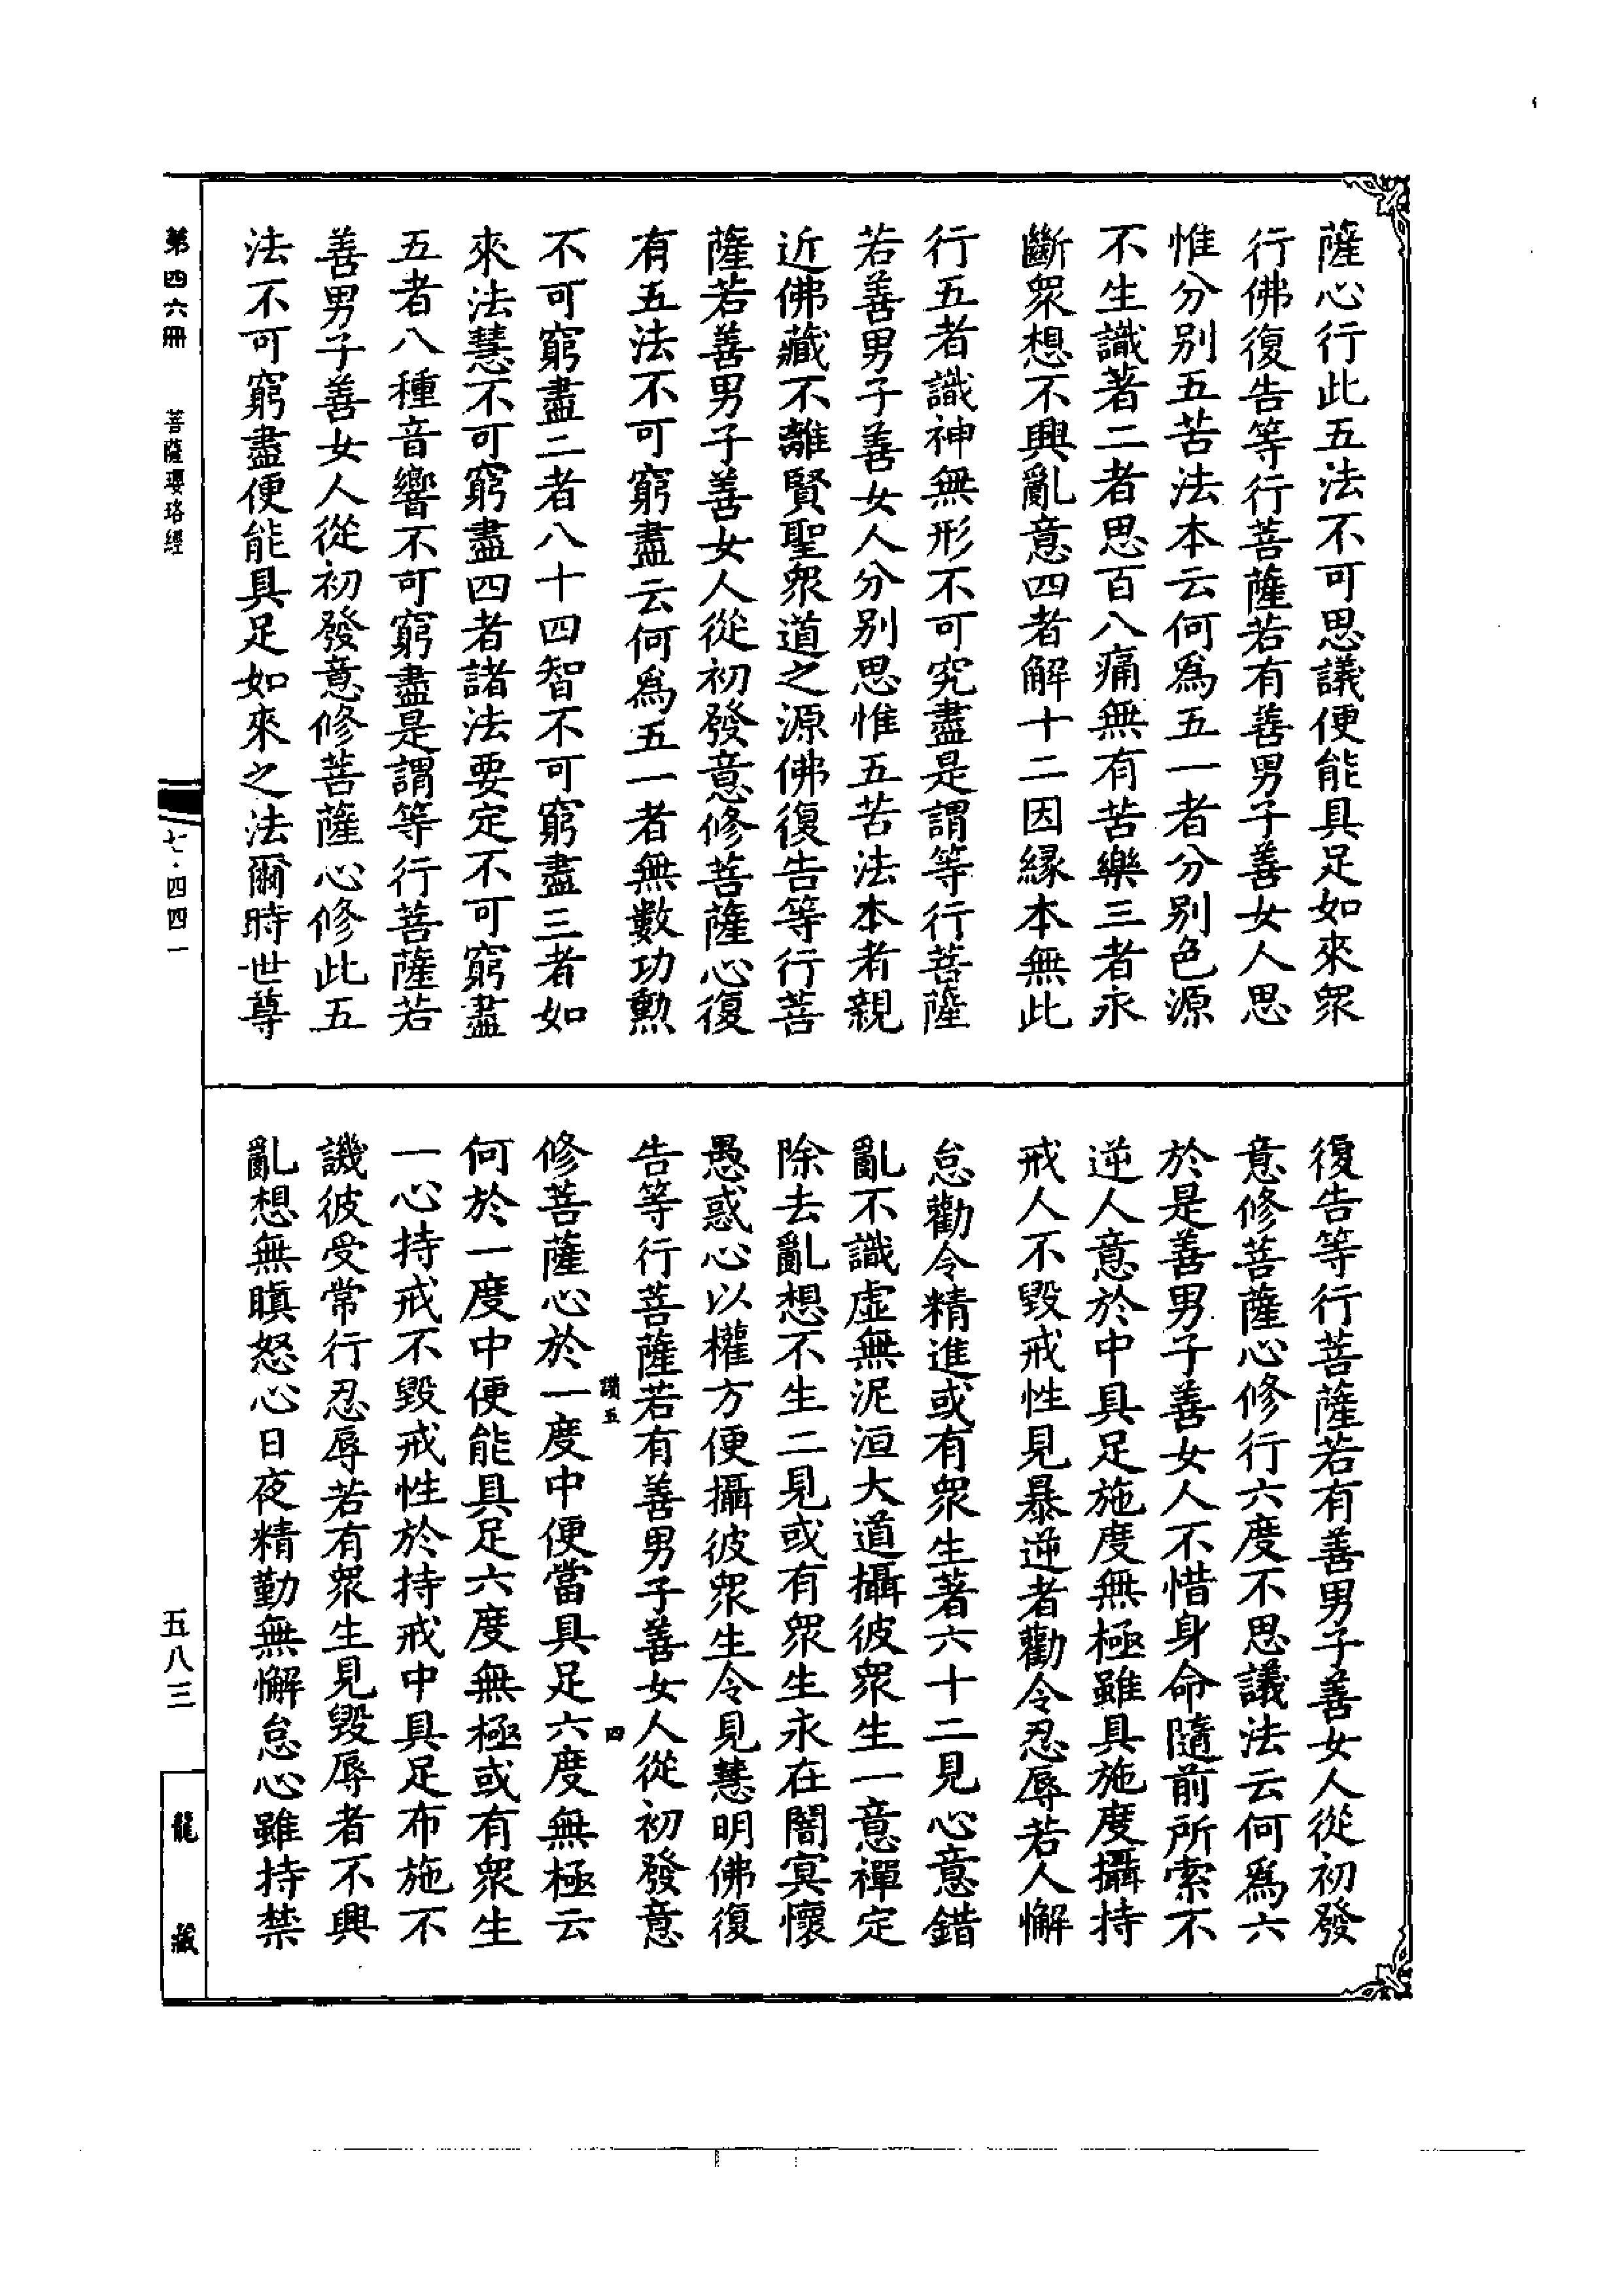 薩心行此五法不可思議便能具足如來衆
行佛復告等行菩薩若有善男子善女人思
惟分別五苦法本云何爲五一者分別色源
不生識著二者思百八痛無有苦樂三者永
斷衆想不興亂意四者解十二因緣本無此
行五者識神無形不可究盡是謂等行菩薩
若善男子善女人分別思惟五苦法本者親
近佛藏不離賢聖衆道之源佛復告等行菩
薩若善男子善女人從初發意修菩薩心復
有五法不可窮盡云何爲五一者無數功勲
不可窮盡二者八十四智不可窮盡三者如
來法慧不可窮盡四者諸法要定不可窮盡
五者八種音響不可窮盡是謂等行菩薩若
善男子善女人從初發意修菩薩心修此五
法不可窮盡便能具足如來之法爾時世尊
復告等行菩薩若有善男子善女人從初發
意修菩薩心修行六度不思議法云何爲六
於是善男子善女人不惜身命隨前所索不
逆人意於中具足施度無極雖具施度攝持
戒人不毀戒性見暴逆者勸令忍辱若人懈
怠勸令精進或有衆生著六十二見心意錯
亂不識虛無泥洹大道攝彼衆生一意禪定
除去亂想不生二見或有衆生永在闇冥懷
愚惑心以權方便攝彼衆生令見慧明佛復
告等行菩薩若有善男子善女人從初發意
讃五 四
修菩薩心於一度中便當具足六度無極云
何於一度中便能具足六度無極或有衆生
一心持戒不毀戒性於持戒中具足布施不
譏彼受常行忍辱若有衆生見毀辱者不興
亂想無瞋怒心日夜精勤無懈怠心雖持禁
第四六冊 菩薩瓔珞經 七·四四一 五八三 龍藏